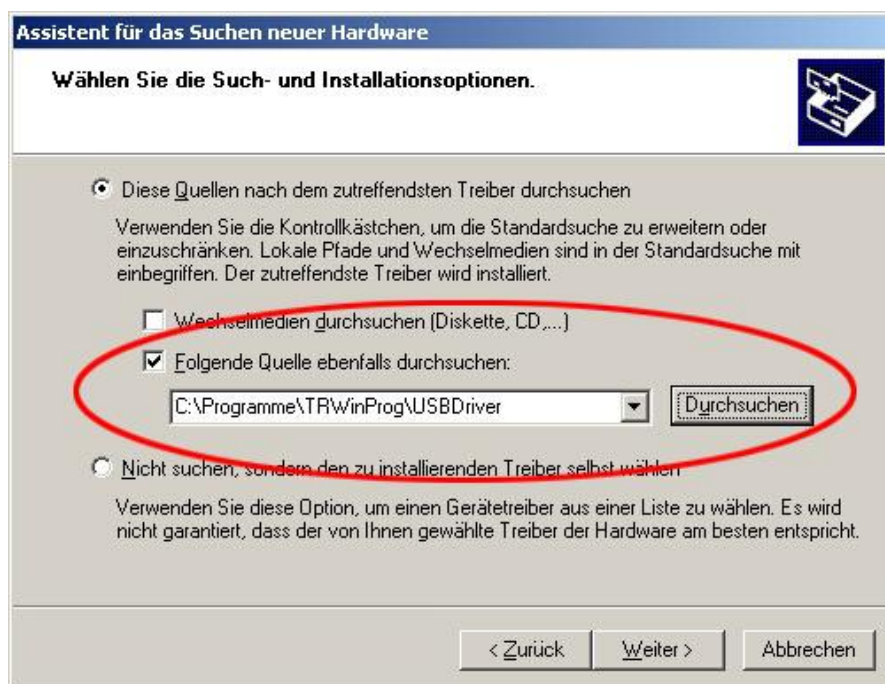 Assistent für das Suchen neuer Hardware
Wählen Sie die Such- und Installationsoptionen.
Diese Quellen nach dem zutreffendsten Treiber durchsuchen
Verwenden Sie die Kontrollkästchen, um die Standardsuche zu erweitern oder
einzuschränken. Lokale Pfade und Wechselmedien sind in der Standardsuche mit
einbegriffen. Der zutreffendste Treiber wird installiert.
Wechselmedien durchsuchen (Diskette, CD,...)
Folgende Quelle ebenfalls durchsuchen:
C:\Programme\TRWinProg\USBDriver
Durchsuchen
Nicht suchen, sondern den zu installierenden Treiber selbst wählen
Verwenden Sie diese Option, um einen Gerätetreiber aus einer Liste zu wählen. Es wird
nicht garantiert, dass der von Ihnen gewählte Treiber der Hardware am besten entspricht.
< Zurück Weiter > Abbrechen